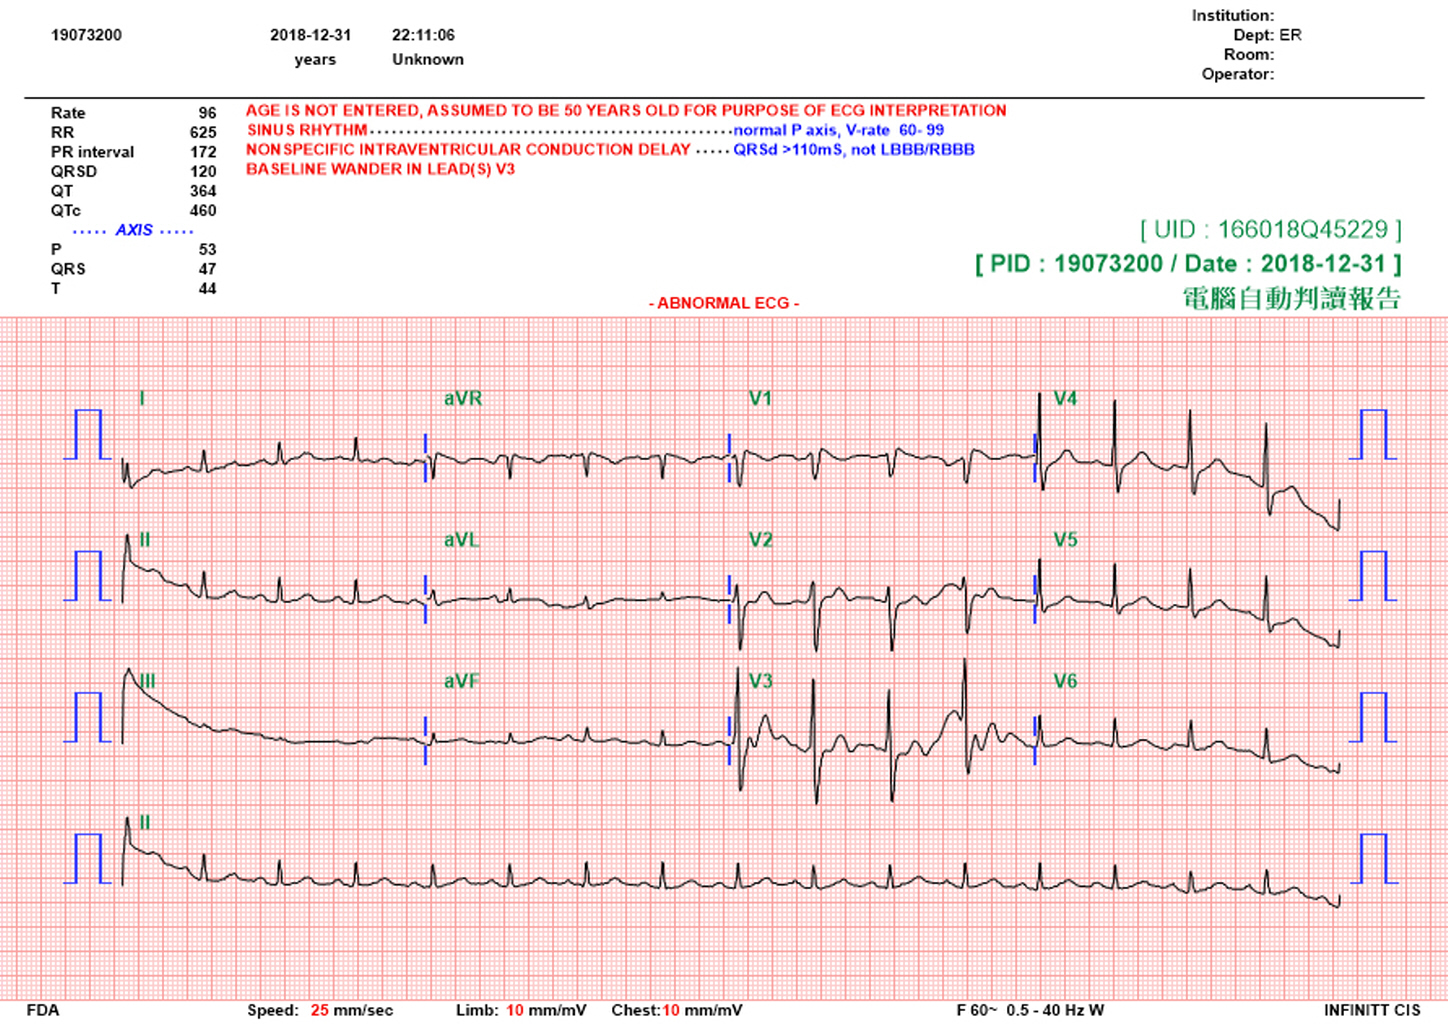 Institution:
19073200 2018-12-31 22:11:06 Dept: ER
years Unknown Room:
Operator:
Rate 96 AGE IS NOT ENTERED, ASSUMED TO BE 50 YEARS OLD FOR PURPOSE OF ECG INTERPRETATION
RR 625 SINUS RHYTHM..................................................normal P axis, V-rate 60- 99
PR interval 172 NONSPECIFIC INTRAVENTRICULAR CONDUCTION DELAY ..... QRSd >110mS, not LBBB/RBBB
QRSD 120 BASELINE WANDER IN LEAD(S) V3
QT 364
QTc 460
..... AXIS .....
P 53
QRS 47
T 44
[ UID : 166018Q45229 ]
[ PID : 19073200 / Date : 2018-12-31 ]
電腦自動判讀報告
- ABNORMAL ECG -
I aVR V1 V4
II aVL V2 V5
III aVF V3 V6
II
FDA Speed: 25 mm/sec Limb: 10 mm/mV Chest:10 mm/mV F 60~ 0.5 - 40 Hz W INFINITT CIS